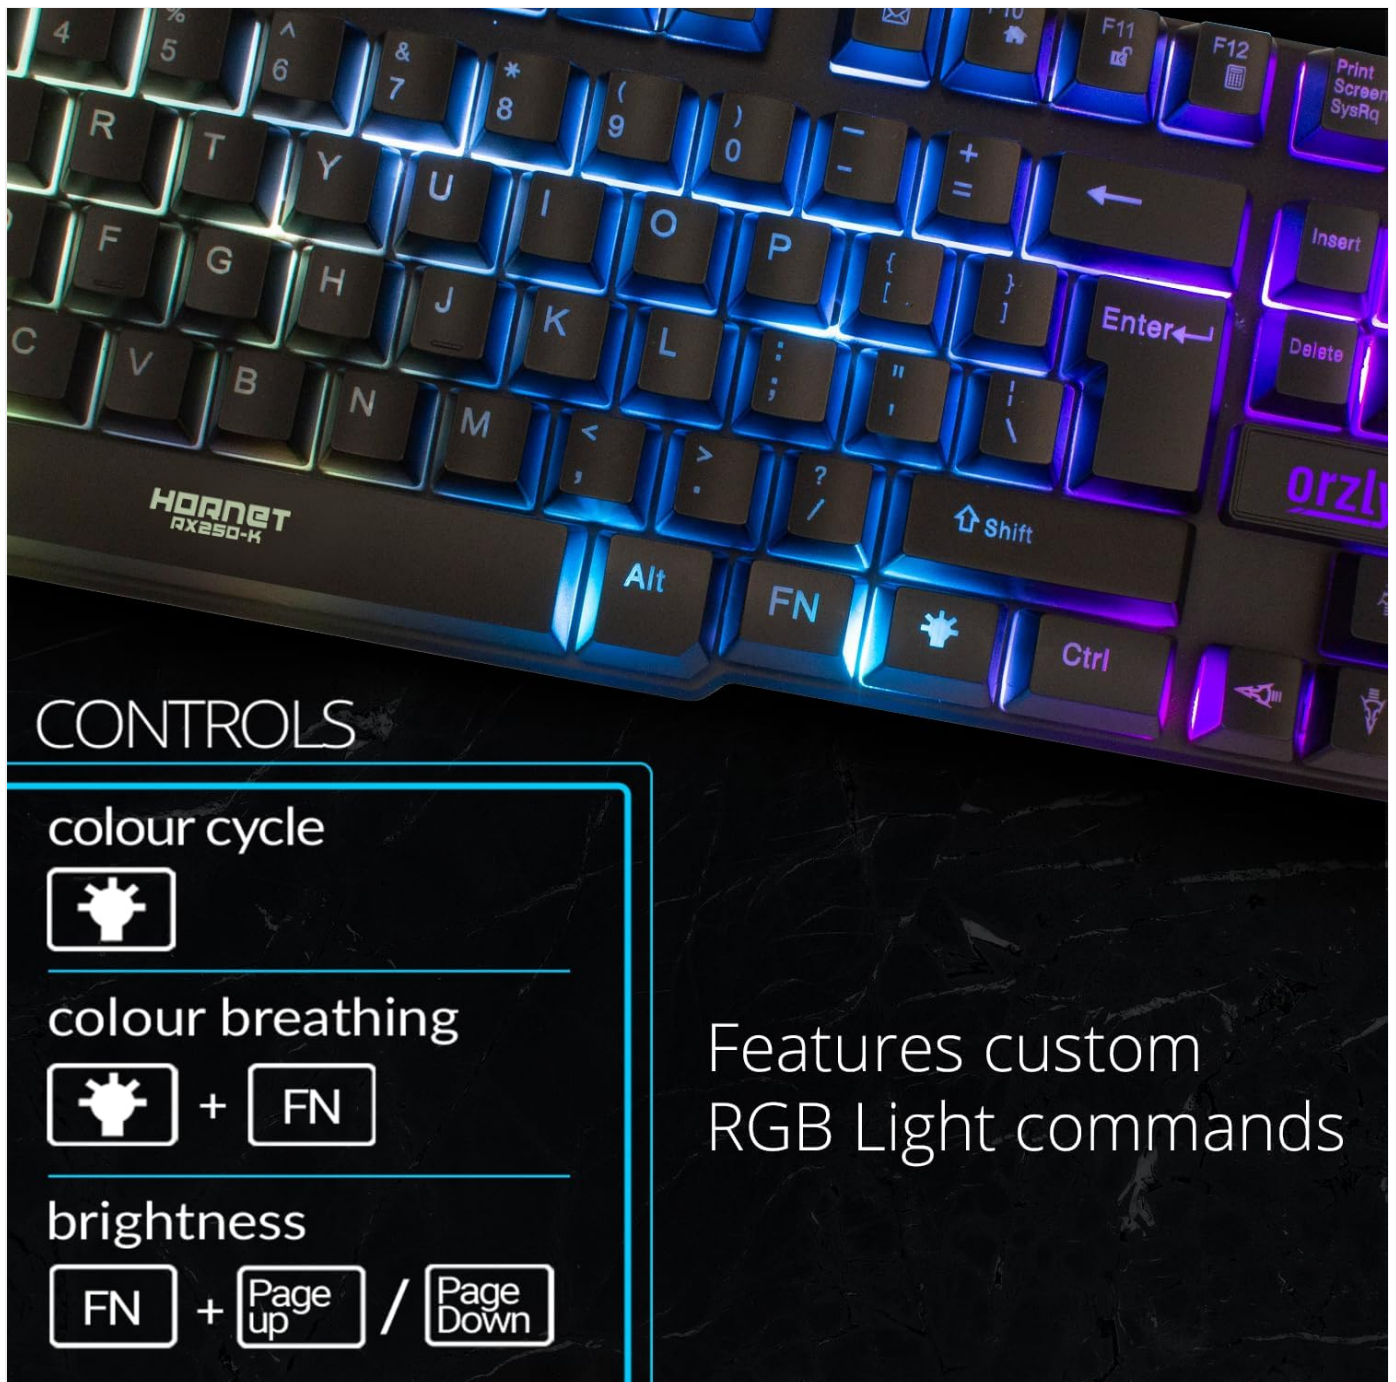 4
%
5
^
6
&
7
*
8
(
9
)
0
_
-
+
=
F11
F12
Print
Screen
SysRq
R
T
Y
U
I
O
P
{
[
}
]
Enter
Insert
F
G
H
J
K
L
:
;
"
'
¦
\
Delete
C
V
B
N
M
<
,
>
.
?
/
Shift
orzly
HORNET
RX250-K
Alt
FN
Ctrl
CONTROLS
colour cycle
colour breathing
+ FN
brightness
FN + Page up / Page Down
Features custom
RGB Light commands